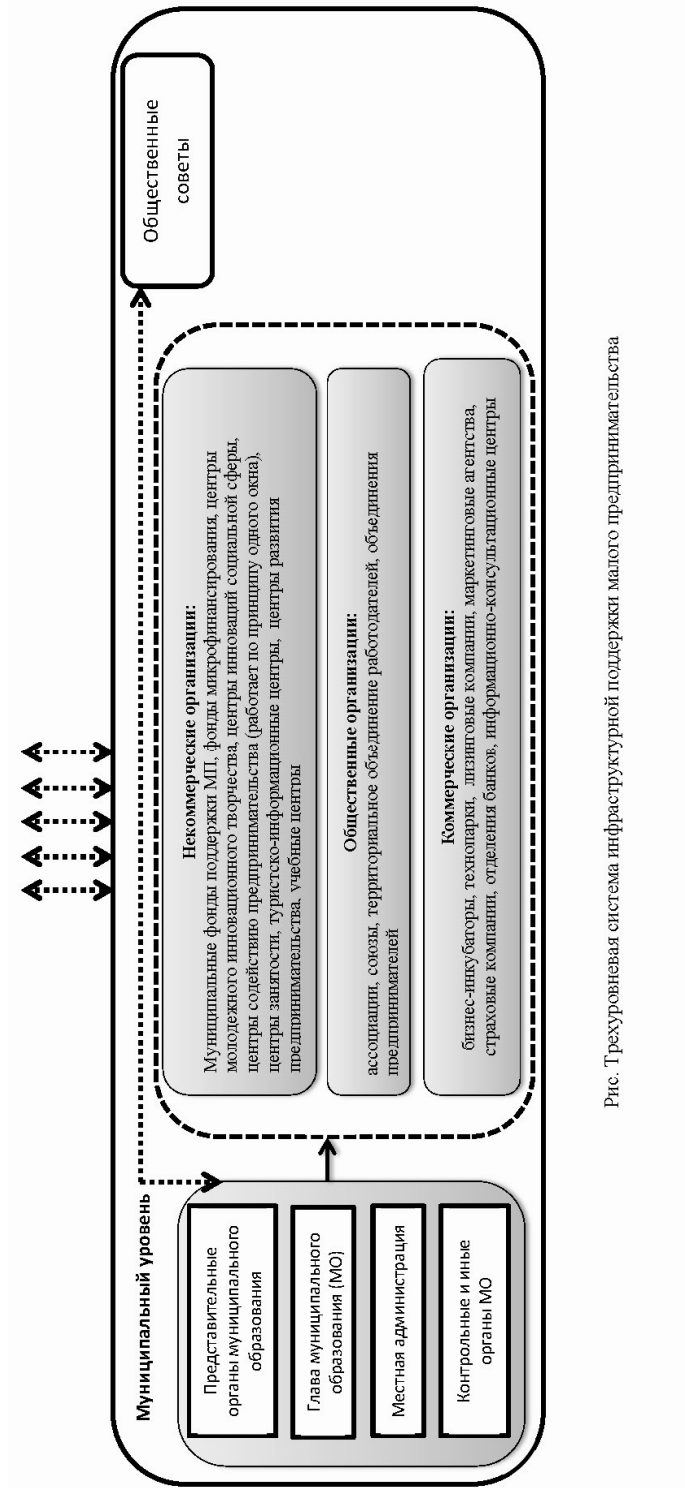 Муниципальный уровень
Представительные
органы муниципального
образования
Глава муниципального
образования (МО)
Местная администрация
Контрольные и иные
органы МО
Некоммерческие организации:
Муниципальные фонды поддержки МП, фонды микрофинансирования, центры
молодежного инновационного творчества, центры инноваций социальной сферы,
центры содействию предпринимательства (работает по принципу одного окна),
центры занятости, туристско-информационные центры, центры развития
предпринимательства, учебные центры
Общественные организации:
ассоциации, союзы, территориальное объединение работодателей, объединения
предпринимателей
Коммерческие организации:
бизнес-инкубаторы, технопарки, лизинговые компании, маркетинговые агентства,
страховые компании, отделения банков, информационно-консультационные центры
Общественные
советы
Рис. Трехуровневая система инфраструктурной поддержки малого предпринимательства